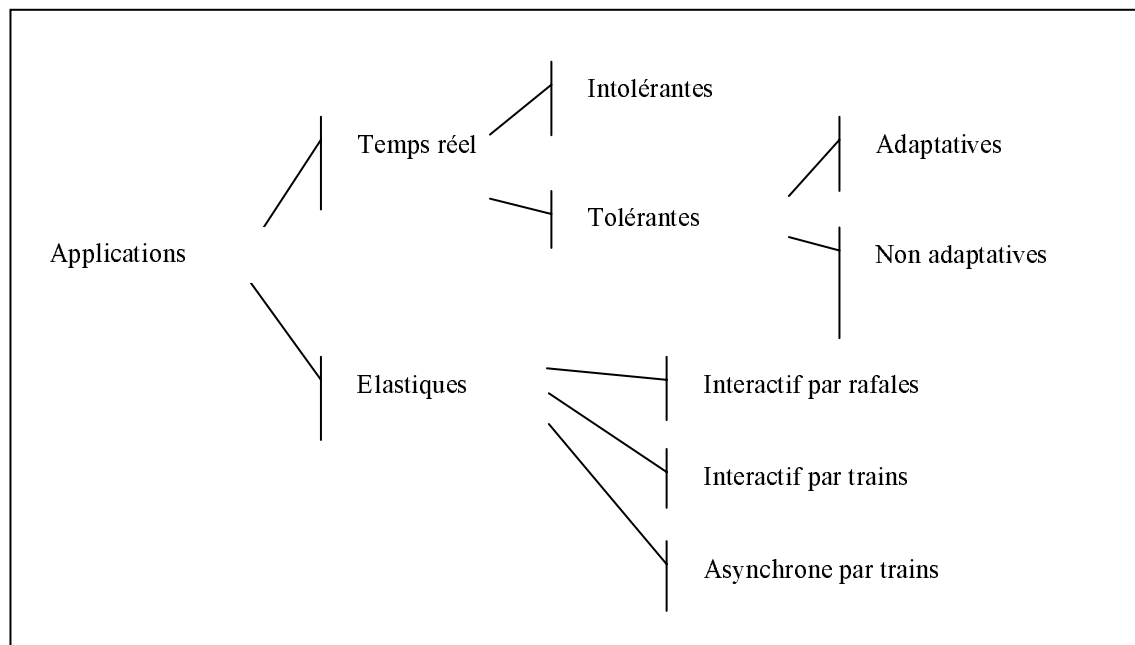 Intolérantes
Temps réel
Adaptatives
Tolérantes
Applications
Non adaptatives
Elastiques
Interactif par rafales
Interactif par trains
Asynchrone par trains